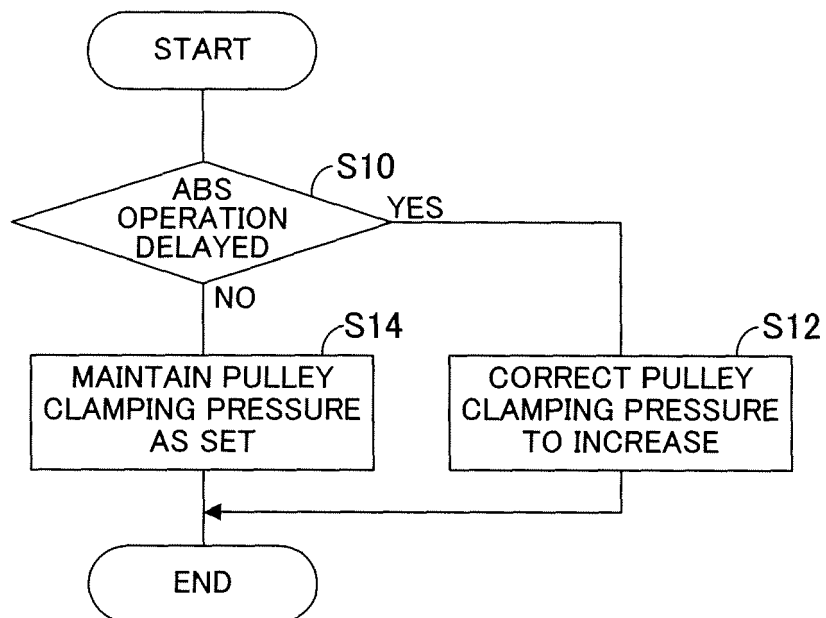 START
S10
ABS
OPERATION
DELAYED
YES
NO
S14
MAINTAIN PULLEY
CLAMPING PRESSURE
AS SET
S12
CORRECT PULLEY
CLAMPING PRESSURE
TO INCREASE
END